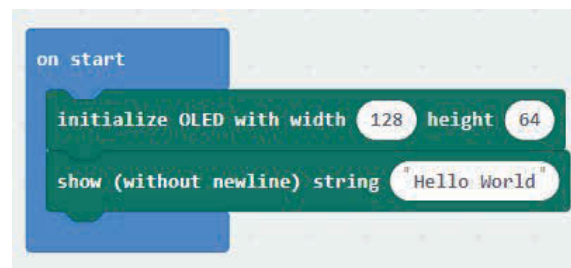 on start
initialize OLED with width 128 height 64
show (without newline) string "Hello World"